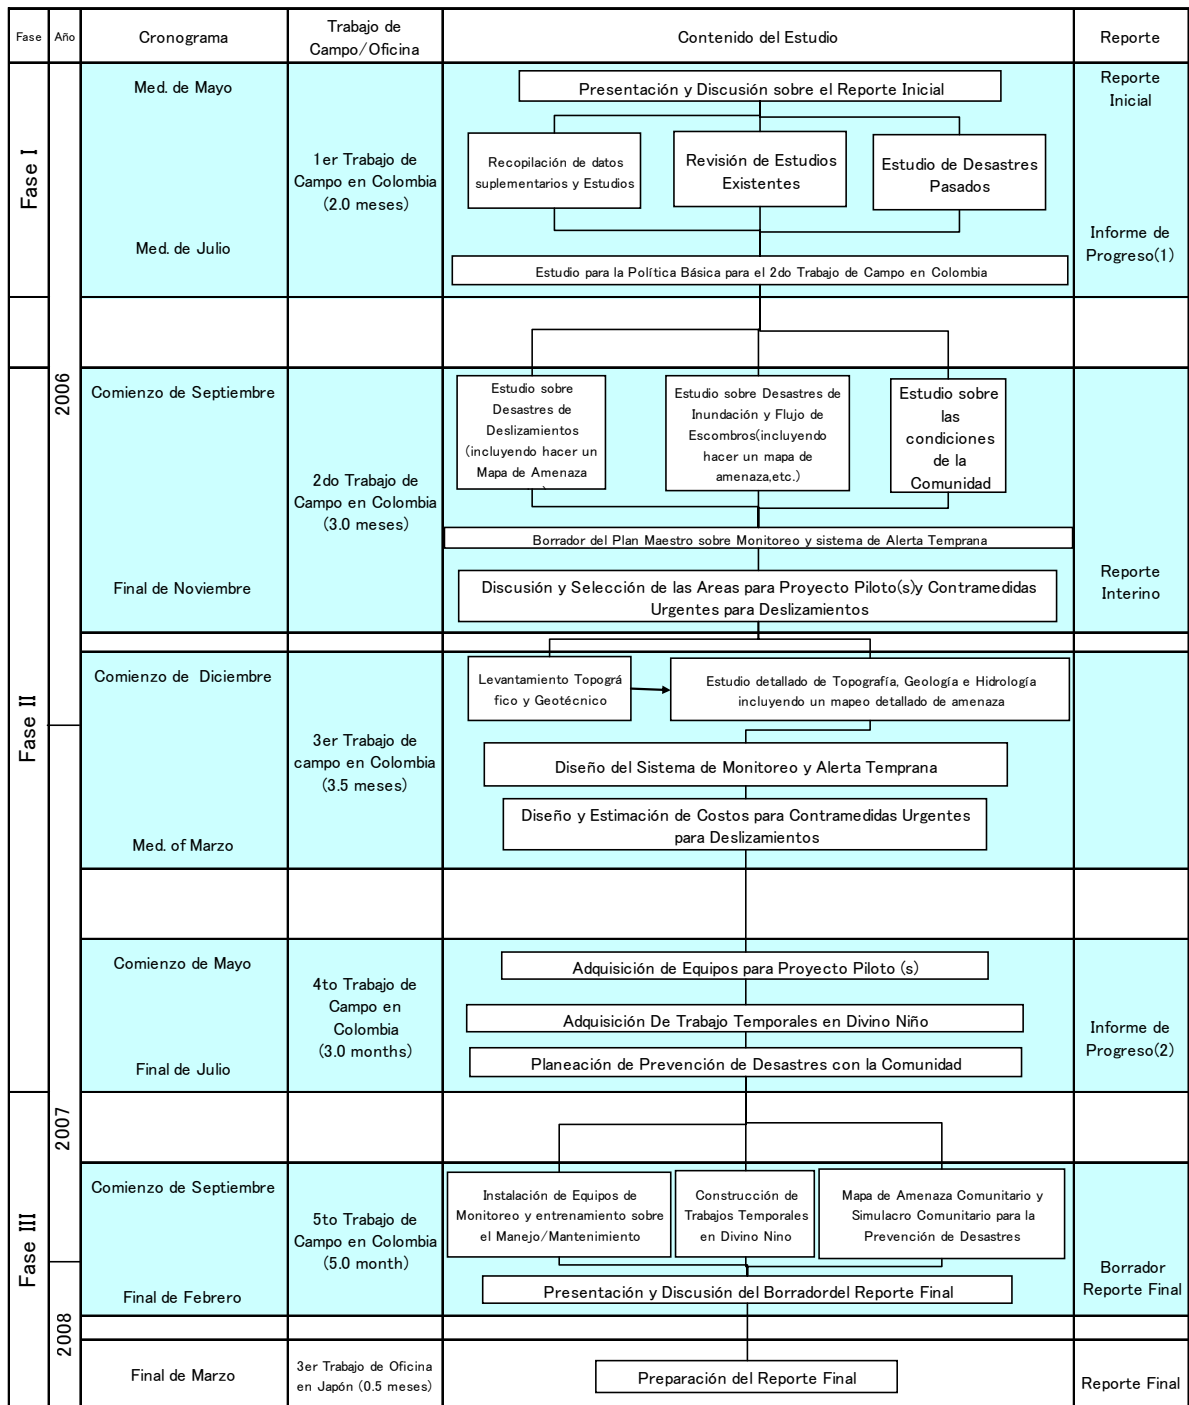 Fase
Año
Cronograma
Trabajo de
Campo/Oficina
Contenido del Estudio
Reporte
Fase I
2006
Med. de Mayo
Med. de Julio
1er Trabajo de
Campo en Colombia
(2.0 meses)
Presentación y Discusión sobre el Reporte Inicial
Recopilación de datos
suplementarios y Estudios
Revisión de Estudios
Existentes
Estudio de Desastres
Pasados
Estudio para la Política Básica para el 2do Trabajo de Campo en Colombia
Reporte
Inicial
Informe de
Progreso(1)
Fase II
Comienzo de Septiembre
Final de Noviembre
2do Trabajo de
Campo en Colombia
(3.0 meses)
Estudio sobre
Desastres de
Deslizamientos
(incluyendo hacer un
Mapa de Amenaza
Estudio sobre Desastres de
Inundación y Flujo de
Escombros(incluyendo
hacer un mapa de
amenaza,etc.)
Estudio sobre
las
condiciones
de la
Comunidad
Borrador del Plan Maestro sobre Monitoreo y sistema de Alerta Temprana
Discusión y Selección de las Areas para Proyecto Piloto(s)y Contramedidas
Urgentes para Deslizamientos
Reporte
Interino
Comienzo de  Diciembre
Med. of Marzo
3er Trabajo de
campo en Colombia
(3.5 meses)
Levantamiento Topográ
fico y Geotécnico
Estudio detallado de Topografía, Geología e Hidrología
incluyendo un mapeo detallado de amenaza
Diseño del Sistema de Monitoreo y Alerta Temprana
Diseño y Estimación de Costos para Contramedidas Urgentes
para Deslizamientos
2007
Comienzo de Mayo
Final de Julio
4to Trabajo de
Campo en
Colombia
(3.0 months)
Adquisición de Equipos para Proyecto Piloto (s)
Adquisición De Trabajo Temporales en Divino Niño
Planeación de Prevención de Desastres con la Comunidad
Informe de
Progreso(2)
Fase III
Comienzo de Septiembre
Final de Febrero
5to Trabajo de
Campo en Colombia
(5.0 month)
Instalación de Equipos de
Monitoreo y entrenamiento sobre
el Manejo/Mantenimiento
Construcción de
Trabajos Temporales
en Divino Nino
Mapa de Amenaza Comunitario y
Simulacro Comunitario para la
Prevención de Desastres
Presentación y Discusión del Borradordel Reporte Final
Borrador
Reporte Final
2008
Final de Marzo
3er Trabajo de Oficina
en Japón (0.5 meses)
Preparación del Reporte Final
Reporte Final